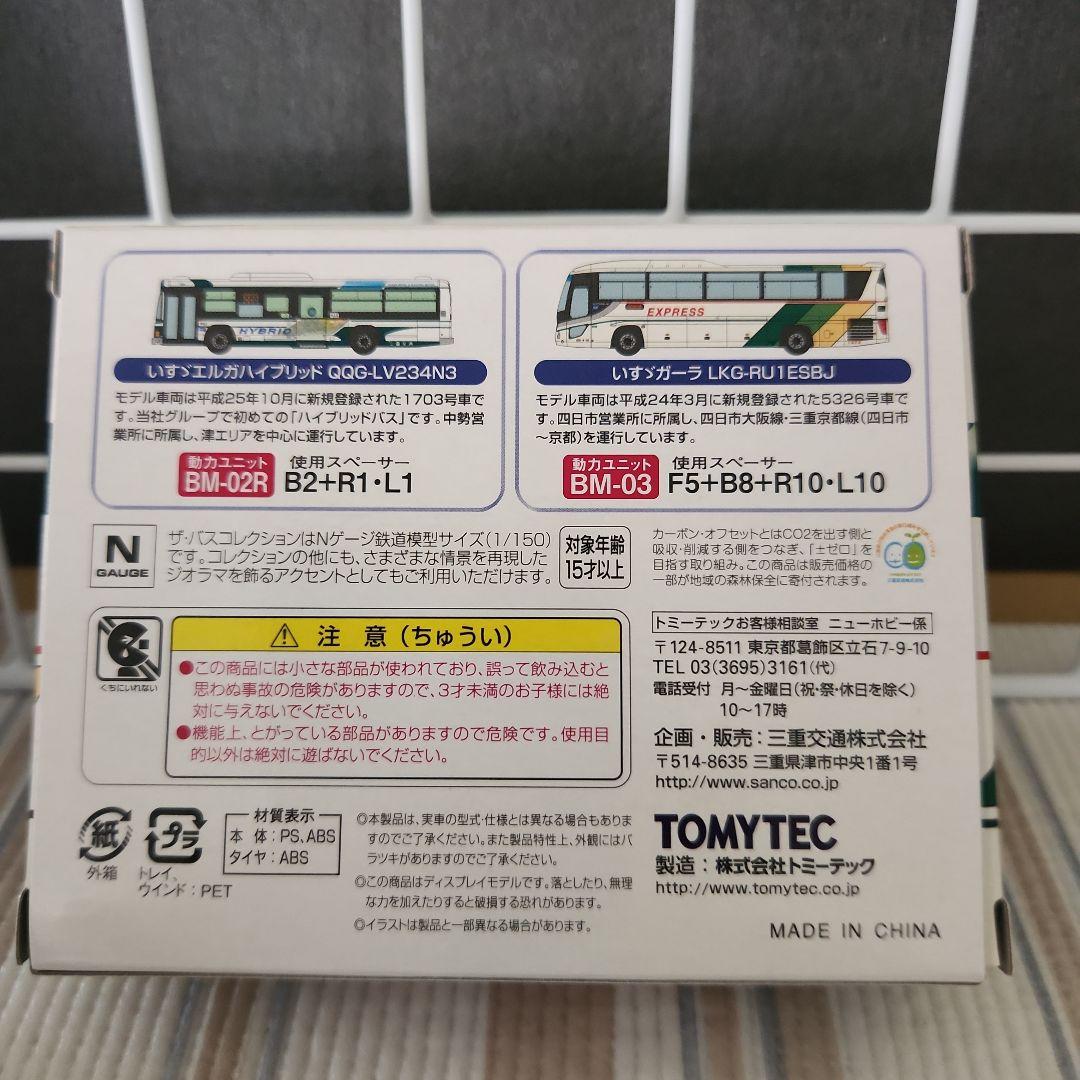 HYBRID
いすゞエルガハイブリッド QQG-LV234N3
モデル車両は平成25年10月に新規登録された1703号車で
す。当社グループで初めての「ハイブリッドバス」です。中勢営
業所に所属し、津エリアを中心に運行しています。
動力ユニット
BM-02R
使用スペーサー
B2+R1・L1
EXPRESS
いすゞガーラ LKG-RU1ESBJ
モデル車両は平成24年3月に新規登録された5326号車で
す。四日市営業所に所属し、四日市大阪線・三重京都線（四日市
～京都）を運行しています。
動力ユニット
BM-03
使用スペーサー
F5+B8+R10・L10
N
GAUGE
ザ・バスコレクションはNゲージ鉄道模型サイズ(1/150)
です。コレクションの他にも、さまざまな情景を再現した
ジオラマを飾るアクセントとしてもご利用いただけます。
対象年齢
15才以上
カーボン・オフセットとはCO2を出す側と
吸収・削減する側をつなぎ、「±ゼロ」を
目指す取り組み。この商品は販売価格の
一部が地域の森林保全に寄付されます。
くちにいれない
注 意（ちゅうい）
●この商品には小さな部品が使われており、誤って飲み込むと
思わぬ事故の危険がありますので、3才未満のお子様には絶
対に与えないでください。
●機能上、とがっている部品がありますので危険です。使用目
的以外は絶対に遊ばないでください。
トミーテックお客様相談室 ニューホビー係
〒124-8511 東京都葛飾区立石7-9-10
TEL 03(3695)3161(代)
電話受付 月～金曜日(祝・祭・休日を除く)
10～17時
企画・販売：三重交通株式会社
〒514-8635 三重県津市中央1番1号
http://www.sanco.co.jp
紙
外箱
プラ
トレイ、
ウインド：PET
材質表示
本 体：PS、ABS
タイヤ：ABS
◎本製品は、実車の型式・仕様とは異なる場合もありま
すのでご了承ください。また製品特性上、外観にはバ
ラツキがありますのでご了承ください。
◎この商品はディスプレイモデルです。落としたり、無理
な力を加えたりすると破損する恐れがあります。
◎イラストは製品と一部異なる場合があります。
TOMYTEC
製造：株式会社トミーテック
http://www.tomytec.co.jp
MADE IN CHINA